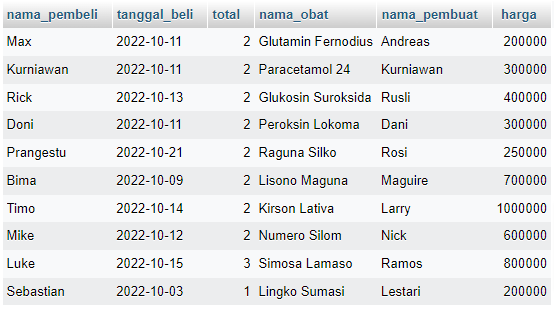 nama_pembeli tanggal_beli total nama_obat nama_pembuat harga
Max 2022-10-11 2 Glutamin Fernodius Andreas 200000
Kurniawan 2022-10-11 2 Paracetamol 24 Kurniawan 300000
Rick 2022-10-13 2 Glukosin Suroksida Rusli 400000
Doni 2022-10-11 2 Peroksin Lokoma Dani 300000
Prangestu 2022-10-21 2 Raguna Silko Rosi 250000
Bima 2022-10-09 2 Lisono Maguna Maguire 700000
Timo 2022-10-14 2 Kirson Lativa Larry 1000000
Mike 2022-10-12 2 Numero Silom Nick 600000
Luke 2022-10-15 3 Simosa Lamaso Ramos 800000
Sebastian 2022-10-03 1 Lingko Sumasi Lestari 200000